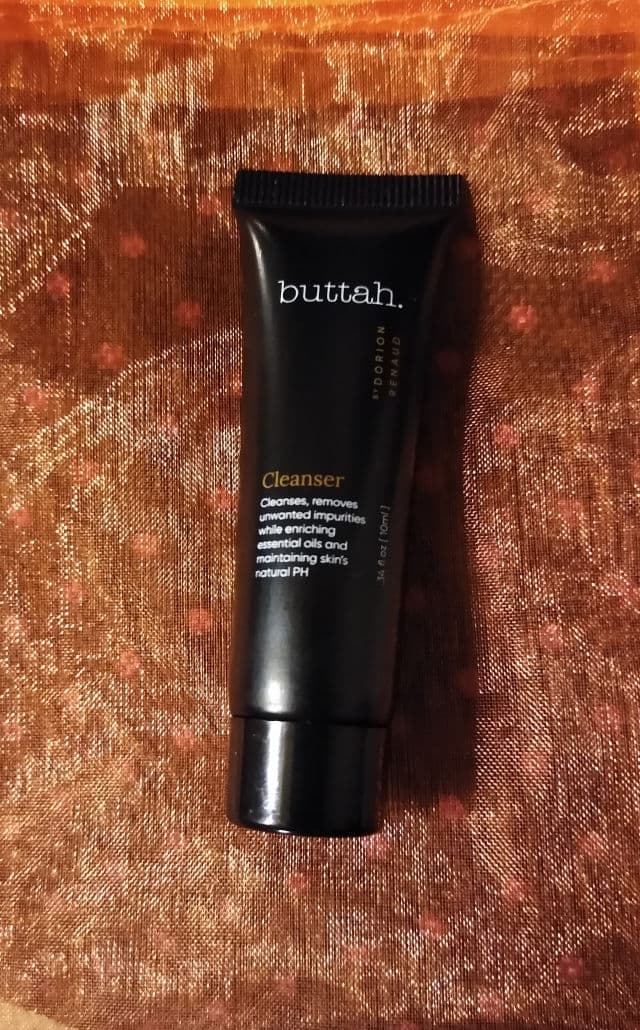 buttah.
BY DORION
RENAUD
Cleanser
Cleanses, removes
unwanted impurities
while enriching
essential oils and
maintaining skin's
natural PH
.34 fl oz [ 10ml ]